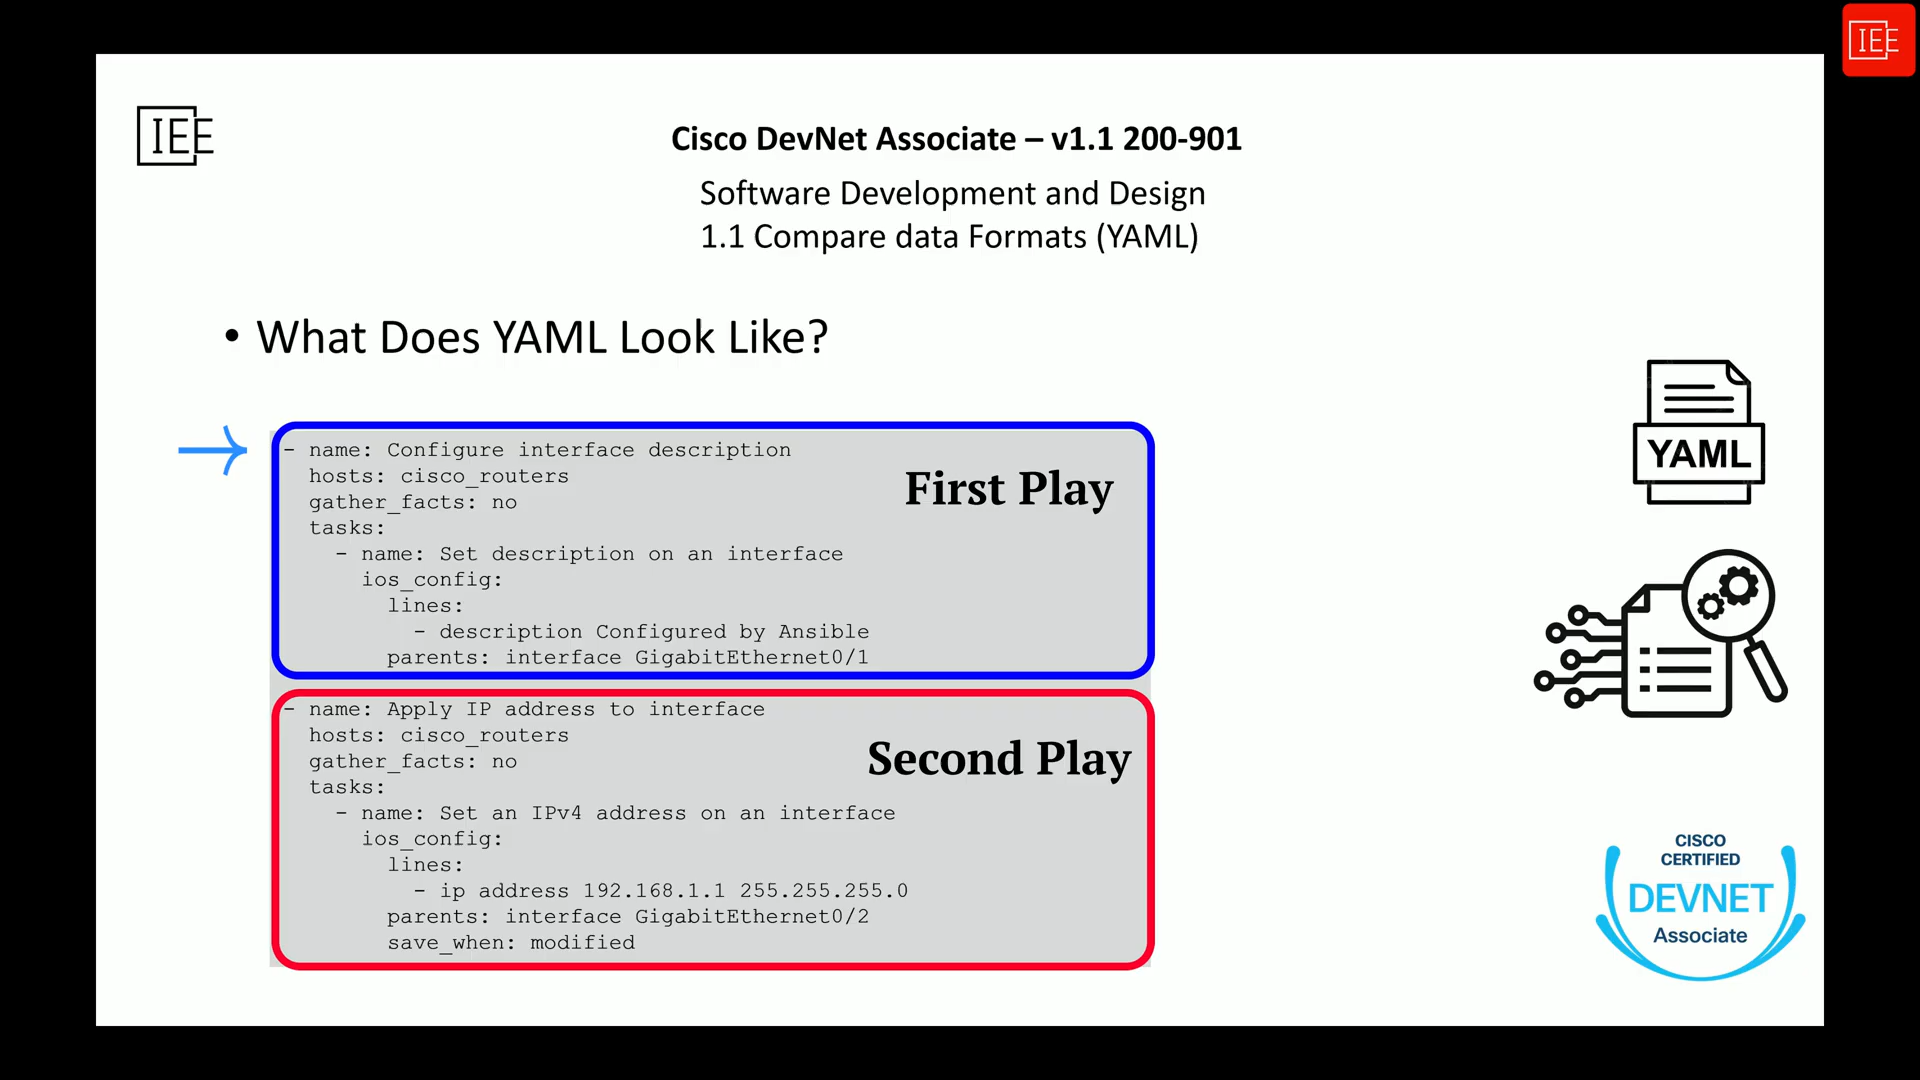 IEE
IEE
Cisco DevNet Associate – v1.1 200-901
Software Development and Design
1.1 Compare data Formats (YAML)
• What Does YAML Look Like?
- name: Configure interface description
hosts: cisco_routers
gather_facts: no
tasks:
- name: Set description on an interface
ios_config:
lines:
- description Configured by Ansible
parents: interface GigabitEthernet0/1
First Play
- name: Apply IP address to interface
hosts: cisco_routers
gather_facts: no
tasks:
- name: Set an IPv4 address on an interface
ios_config:
lines:
- ip address 192.168.1.1 255.255.255.0
parents: interface GigabitEthernet0/2
save_when: modified
Second Play
YAML
CISCO
CERTIFIED
DEVNET
Associate